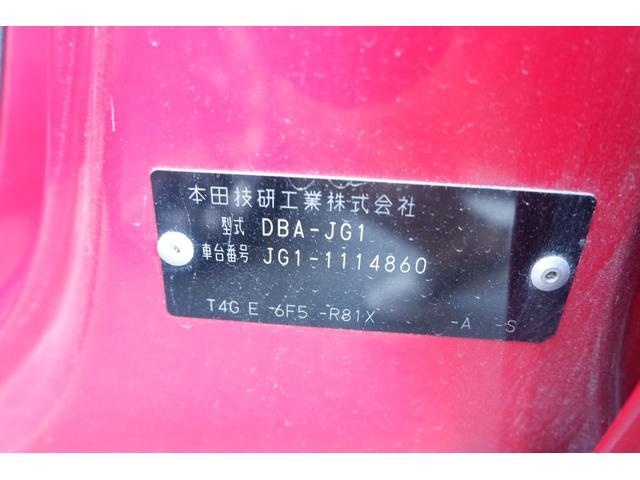 本田技研工業株式会社
型式 DBA-JG1
車台番号 JG1-1114860
T4G E -6F5 -R81X -A -S